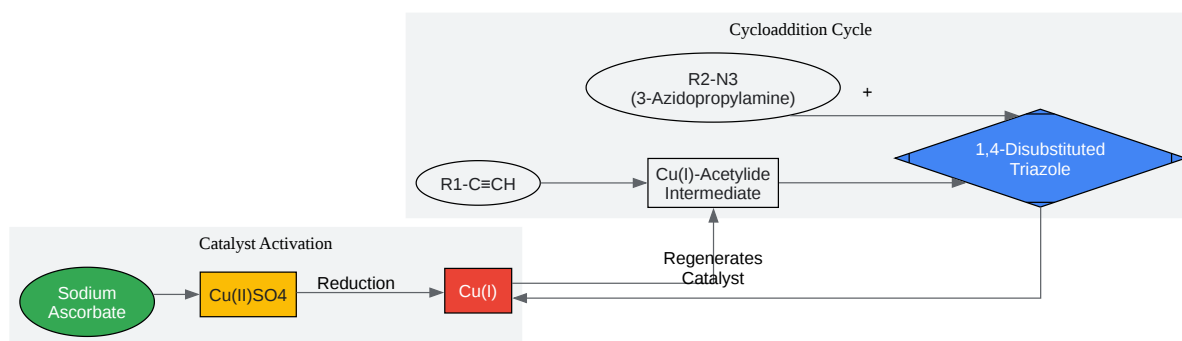 Cycloaddition Cycle
R2-N3
(3-Azidopropylamine)
+
1,4-Disubstituted
Triazole
R1-C≡CH
Cu(I)-Acetylide
Intermediate
Catalyst Activation
Regenerates
Catalyst
Sodium
Ascorbate
Cu(II)SO4
Reduction
Cu(I)